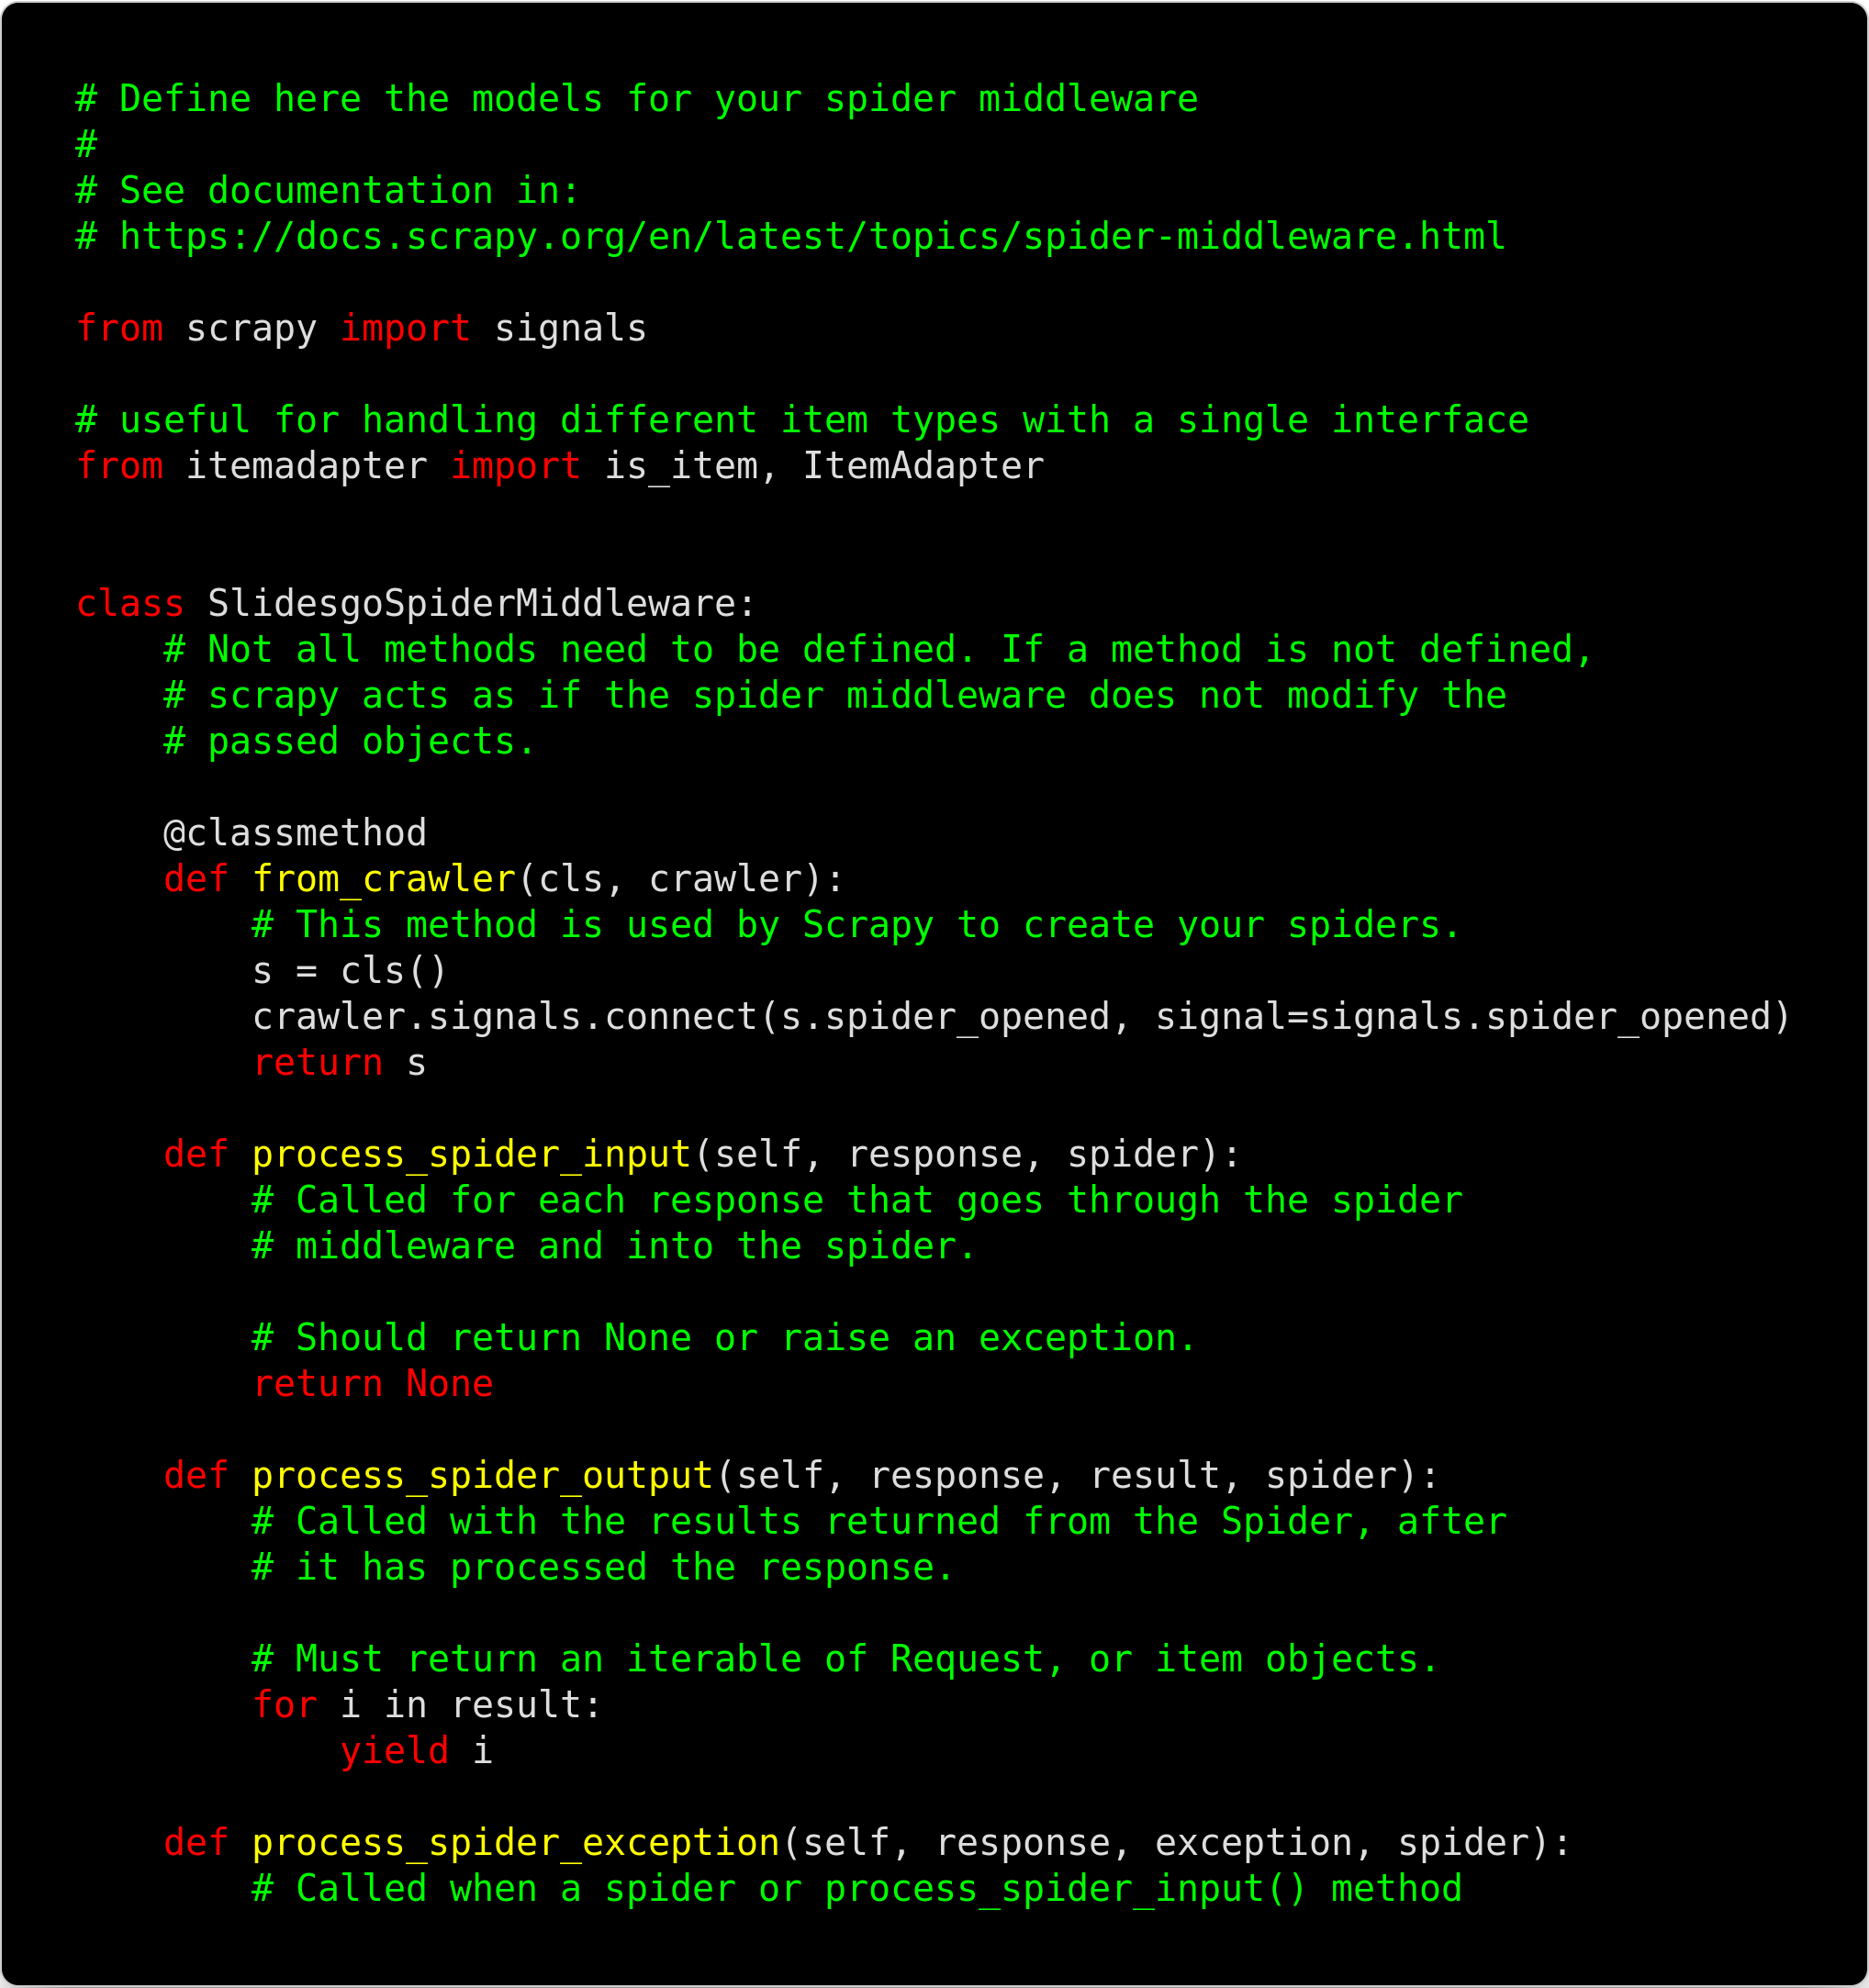 # Define here the models for your spider middleware
#
# See documentation in:
# https://docs.scrapy.org/en/latest/topics/spider-middleware.html

from scrapy import signals

# useful for handling different item types with a single interface
from itemadapter import is_item, ItemAdapter


class SlidesgoSpiderMiddleware:
    # Not all methods need to be defined. If a method is not defined,
    # scrapy acts as if the spider middleware does not modify the
    # passed objects.

    @classmethod
    def from_crawler(cls, crawler):
        # This method is used by Scrapy to create your spiders.
        s = cls()
        crawler.signals.connect(s.spider_opened, signal=signals.spider_opened)
        return s

    def process_spider_input(self, response, spider):
        # Called for each response that goes through the spider
        # middleware and into the spider.

        # Should return None or raise an exception.
        return None

    def process_spider_output(self, response, result, spider):
        # Called with the results returned from the Spider, after
        # it has processed the response.

        # Must return an iterable of Request, or item objects.
        for i in result:
            yield i

    def process_spider_exception(self, response, exception, spider):
        # Called when a spider or process_spider_input() method